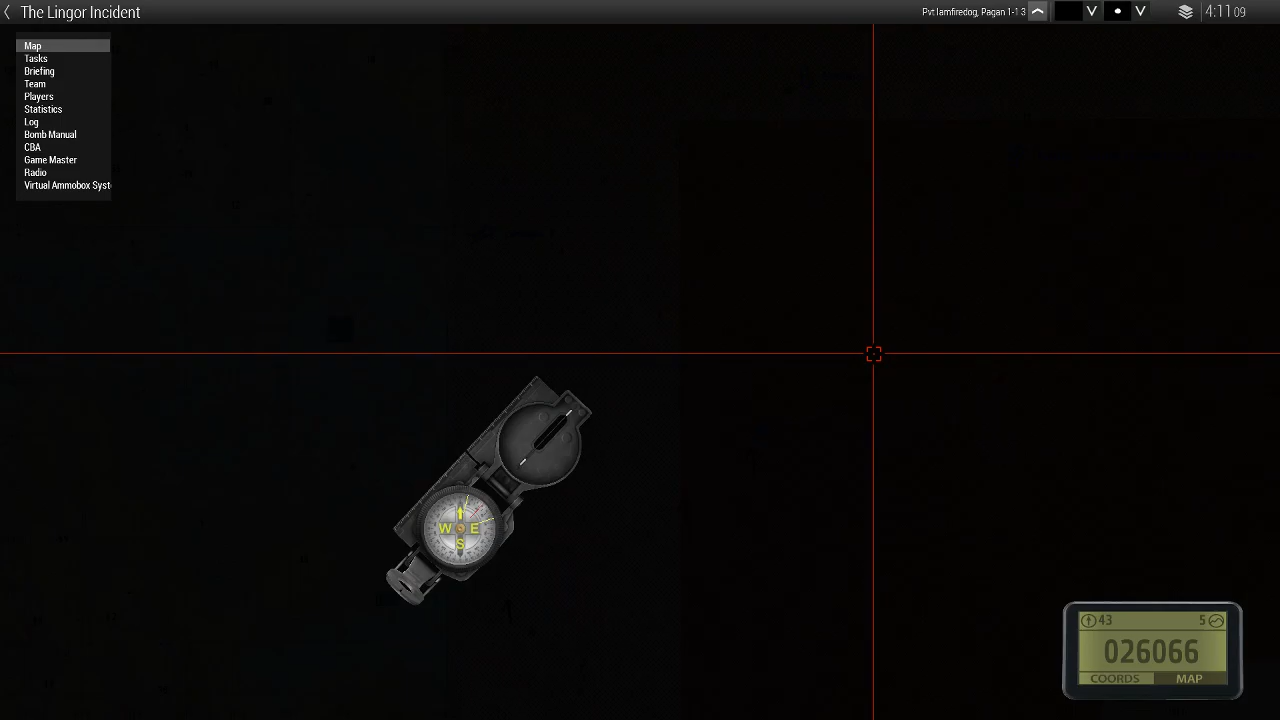 The Lingor Incident
Pvt Iamfiredog, Pagan 1-1 3
4:11 09
Map
Tasks
Briefing
Team
Players
Statistics
Log
Bomb Manual
CBA
Game Master
Radio
Virtual Ammobox Syst
W E
S
43 5
026066
COORDS MAP